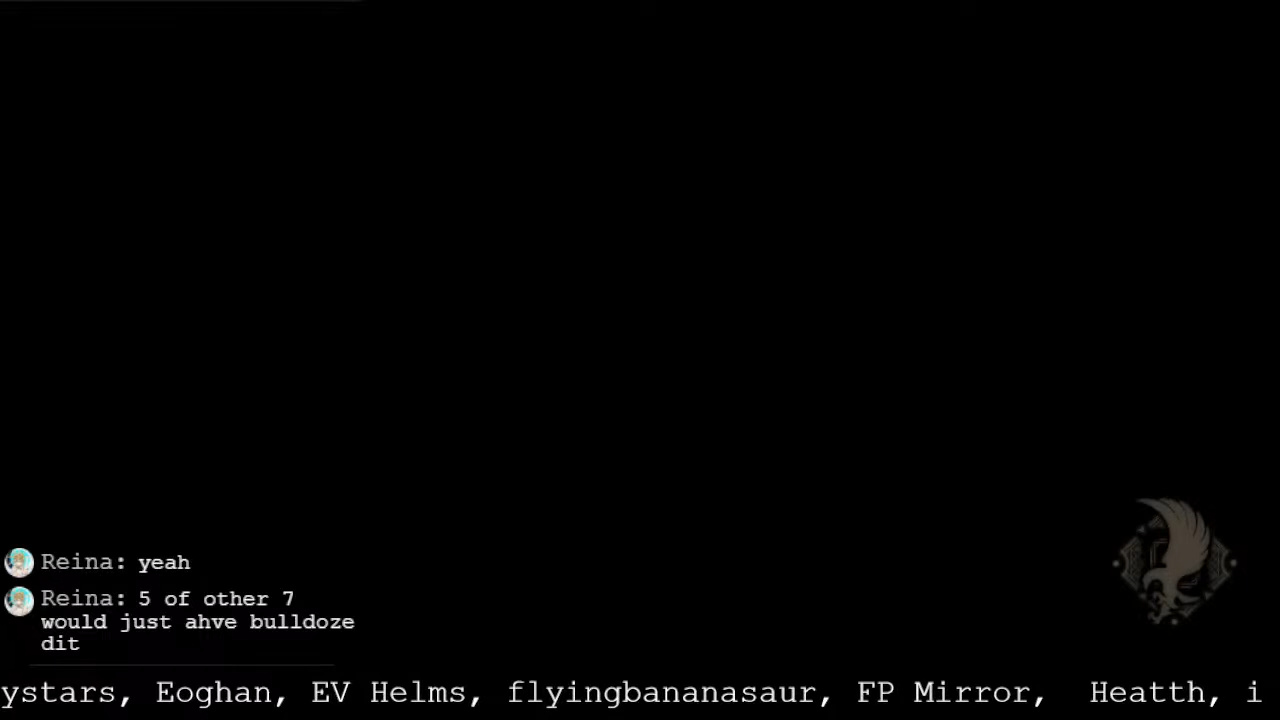 Reina: yeah
Reina: 5 of other 7
would just ahve bulldoze
dit
ystars, Eoghan, EV Helms, flyingbananasaur, FP Mirror, Heatth, i